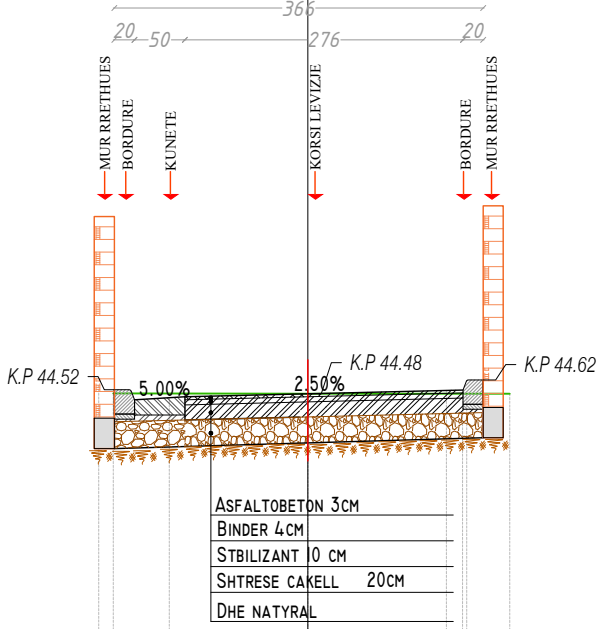 366
20 50 276 20
MUR RRETHUES
BORDURE
KUNETE
KORSI LEVIZJE
BORDURE
MUR RRETHUES
K.P 44.52
5.00%
2.50%
K.P 44.48
K.P 44.62
ASFALTOBETON 3CM
BINDER 4CM
STBILIZANT 10 CM
SHTRESE CAKELL 20CM
DHE NATYRAL